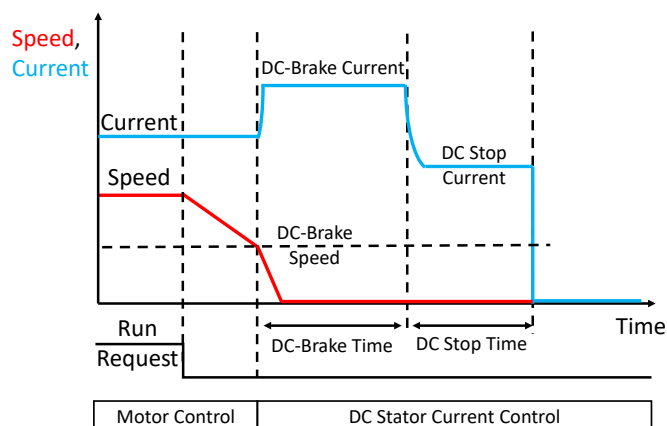 Speed,
Current
DC-Brake Current
Current
DC Stop
Current
Speed
DC-Brake
Speed
Time
Run
Request
DC-Brake Time
DC Stop Time
Motor Control
DC Stator Current Control